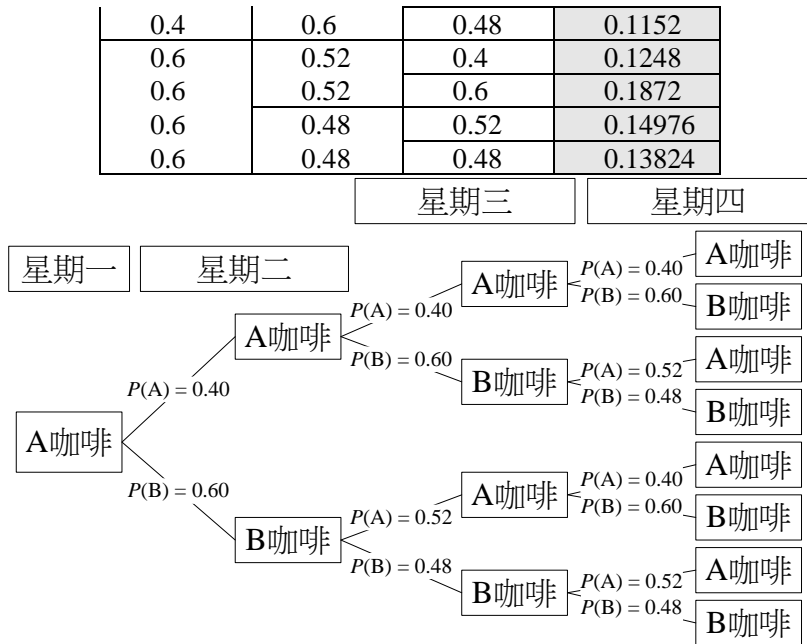 0.4 0.6 0.48 0.1152
0.6 0.52 0.4 0.1248
0.6 0.52 0.6 0.1872
0.6 0.48 0.52 0.14976
0.6 0.48 0.48 0.13824
星期三 星期四
星期一 星期二
A咖啡
P(A) = 0.40
A咖啡
P(A) = 0.40
P(B) = 0.60
B咖啡
A咖啡
P(A) = 0.40
P(B) = 0.60
A咖啡
P(A) = 0.52
B咖啡
P(B) = 0.48
P(A) = 0.40
B咖啡
A咖啡
A咖啡
P(A) = 0.40
P(B) = 0.60
A咖啡
P(B) = 0.60
B咖啡
P(A) = 0.52
B咖啡
P(B) = 0.48
A咖啡
P(A) = 0.52
B咖啡
P(B) = 0.48
B咖啡